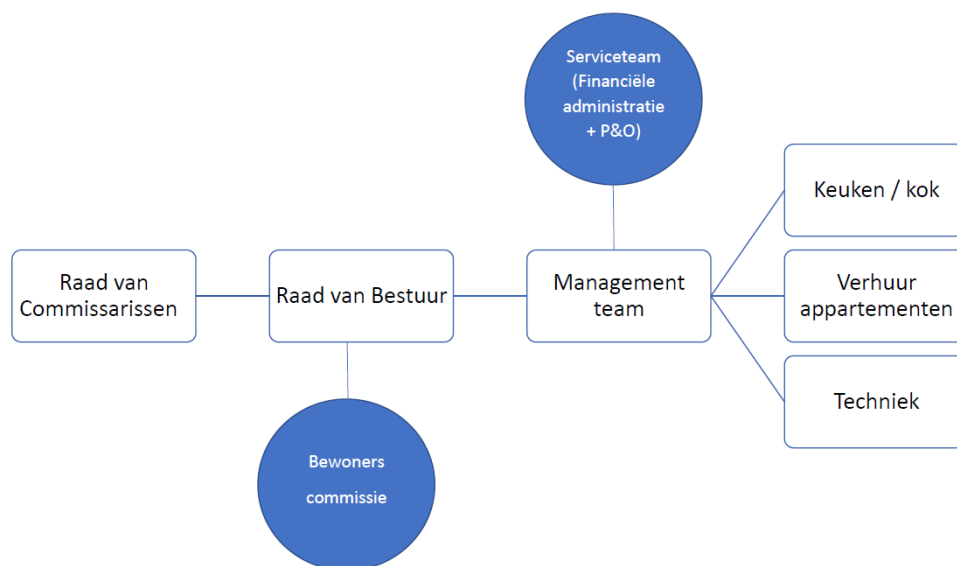 Serviceteam
(Financiële
administratie
+ P&O)
Keuken / kok
Raad van
Commissarissen
Raad van Bestuur
Management
team
Verhuur
appartementen
Techniek
Bewoners
commissie